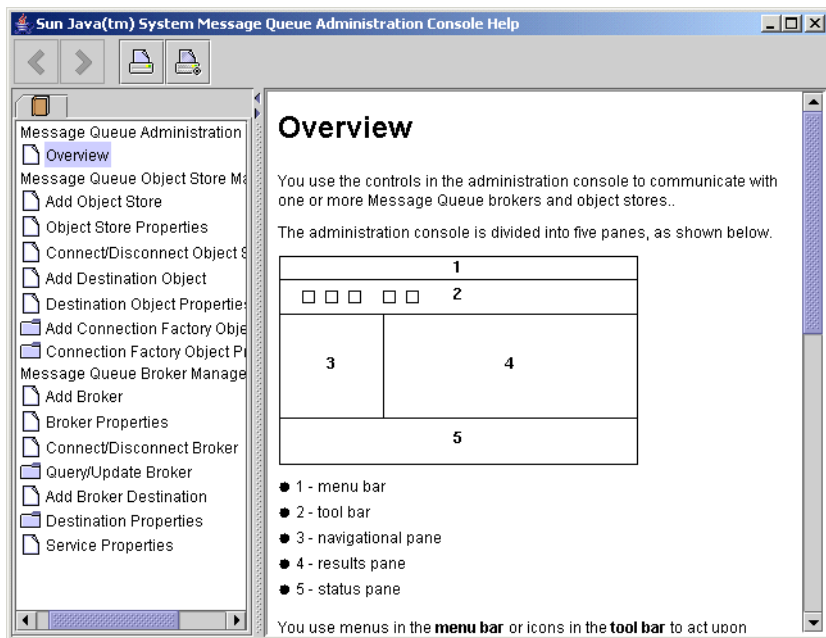 Sun Java(tm) System Message Queue Administration Console Help
Message Queue Administration
Overview
Message Queue Object Store Ma
Add Object Store
Object Store Properties
Connect/Disconnect Object S
Add Destination Object
Destination Object Properties
Add Connection Factory Obje
Connection Factory Object Pr
Message Queue Broker Manage
Add Broker
Broker Properties
Connect/Disconnect Broker
Query/Update Broker
Add Broker Destination
Destination Properties
Service Properties
Overview
You use the controls in the administration console to communicate with
one or more Message Queue brokers and object stores..
The administration console is divided into five panes, as shown below.
1
2
3
4
5
1 - menu bar
2 - tool bar
3 - navigational pane
4 - results pane
5 - status pane
You use menus in the menu bar or icons in the tool bar to act upon